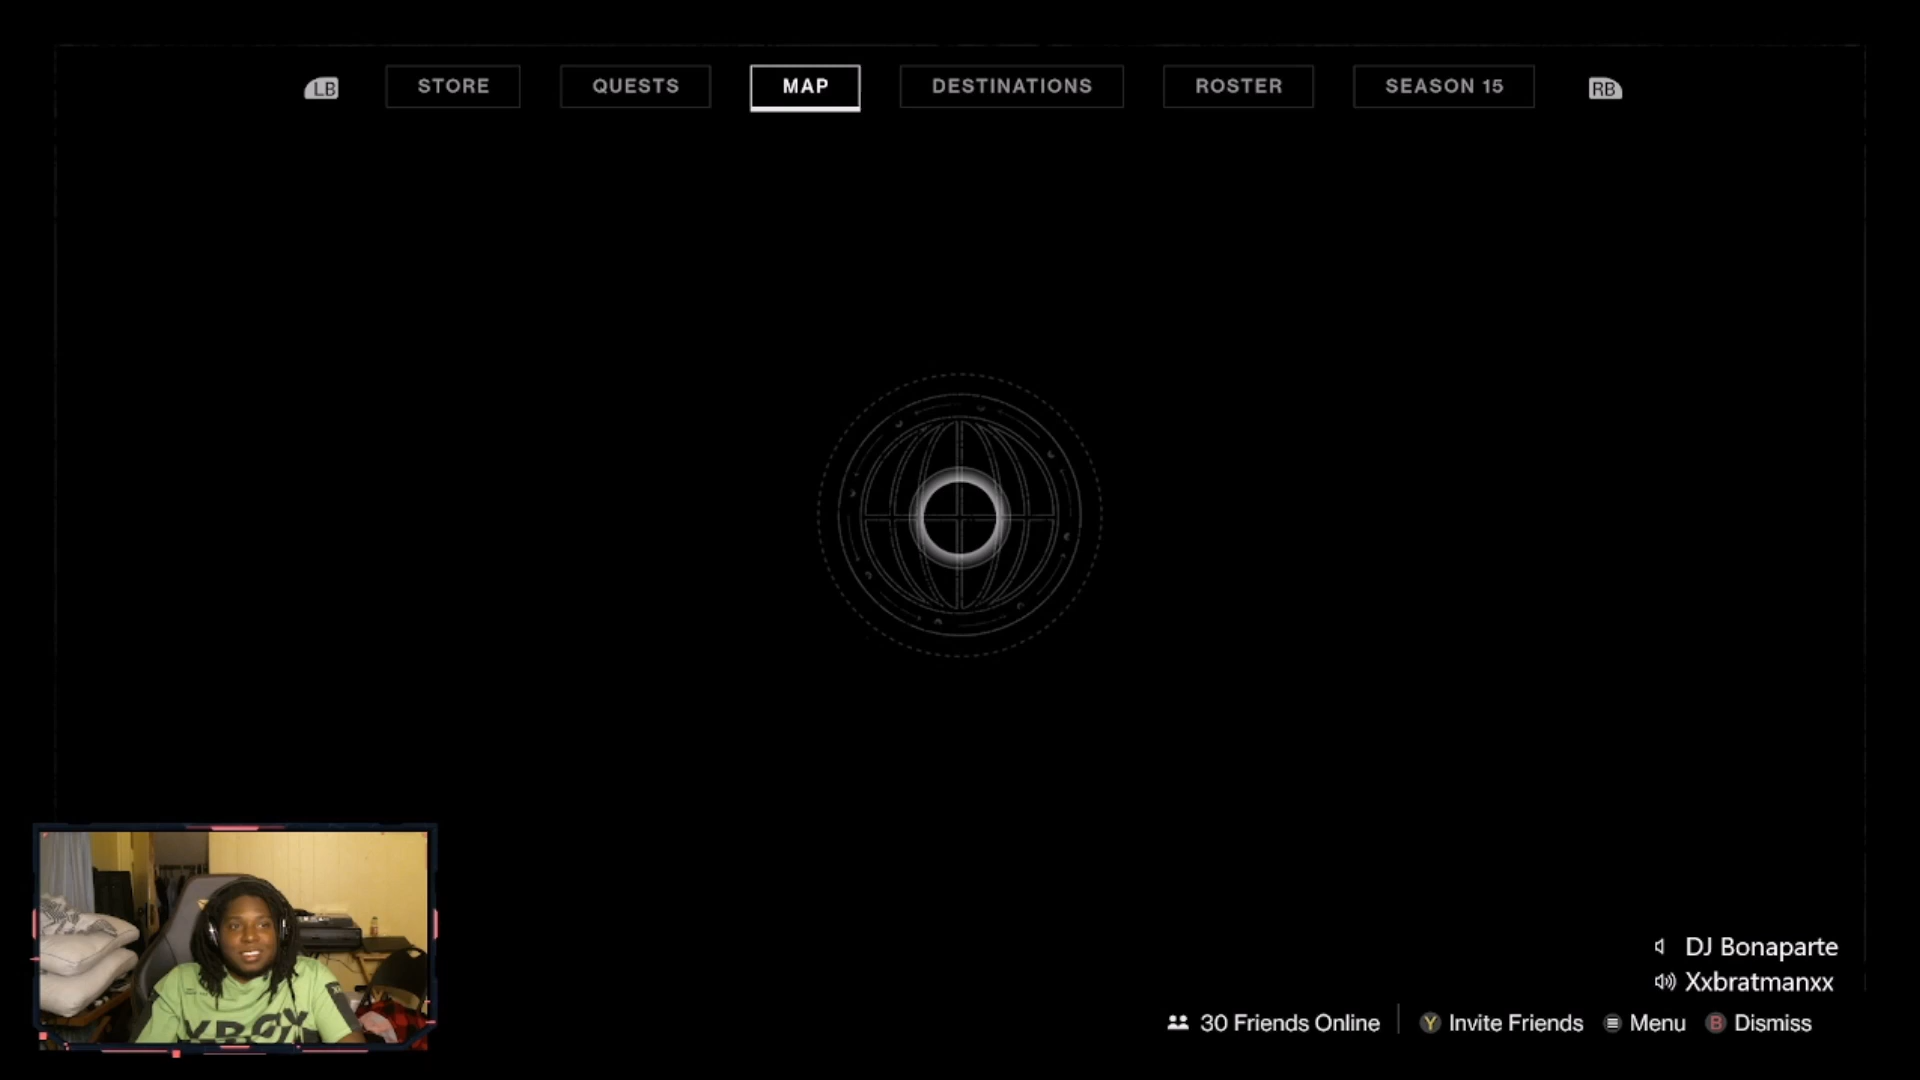 LB STORE QUESTS MAP DESTINATIONS ROSTER SEASON 15 RB
XBOX
DJ Bonaparte
Xxbratmanxx
30 Friends Online Y Invite Friends Menu B Dismiss